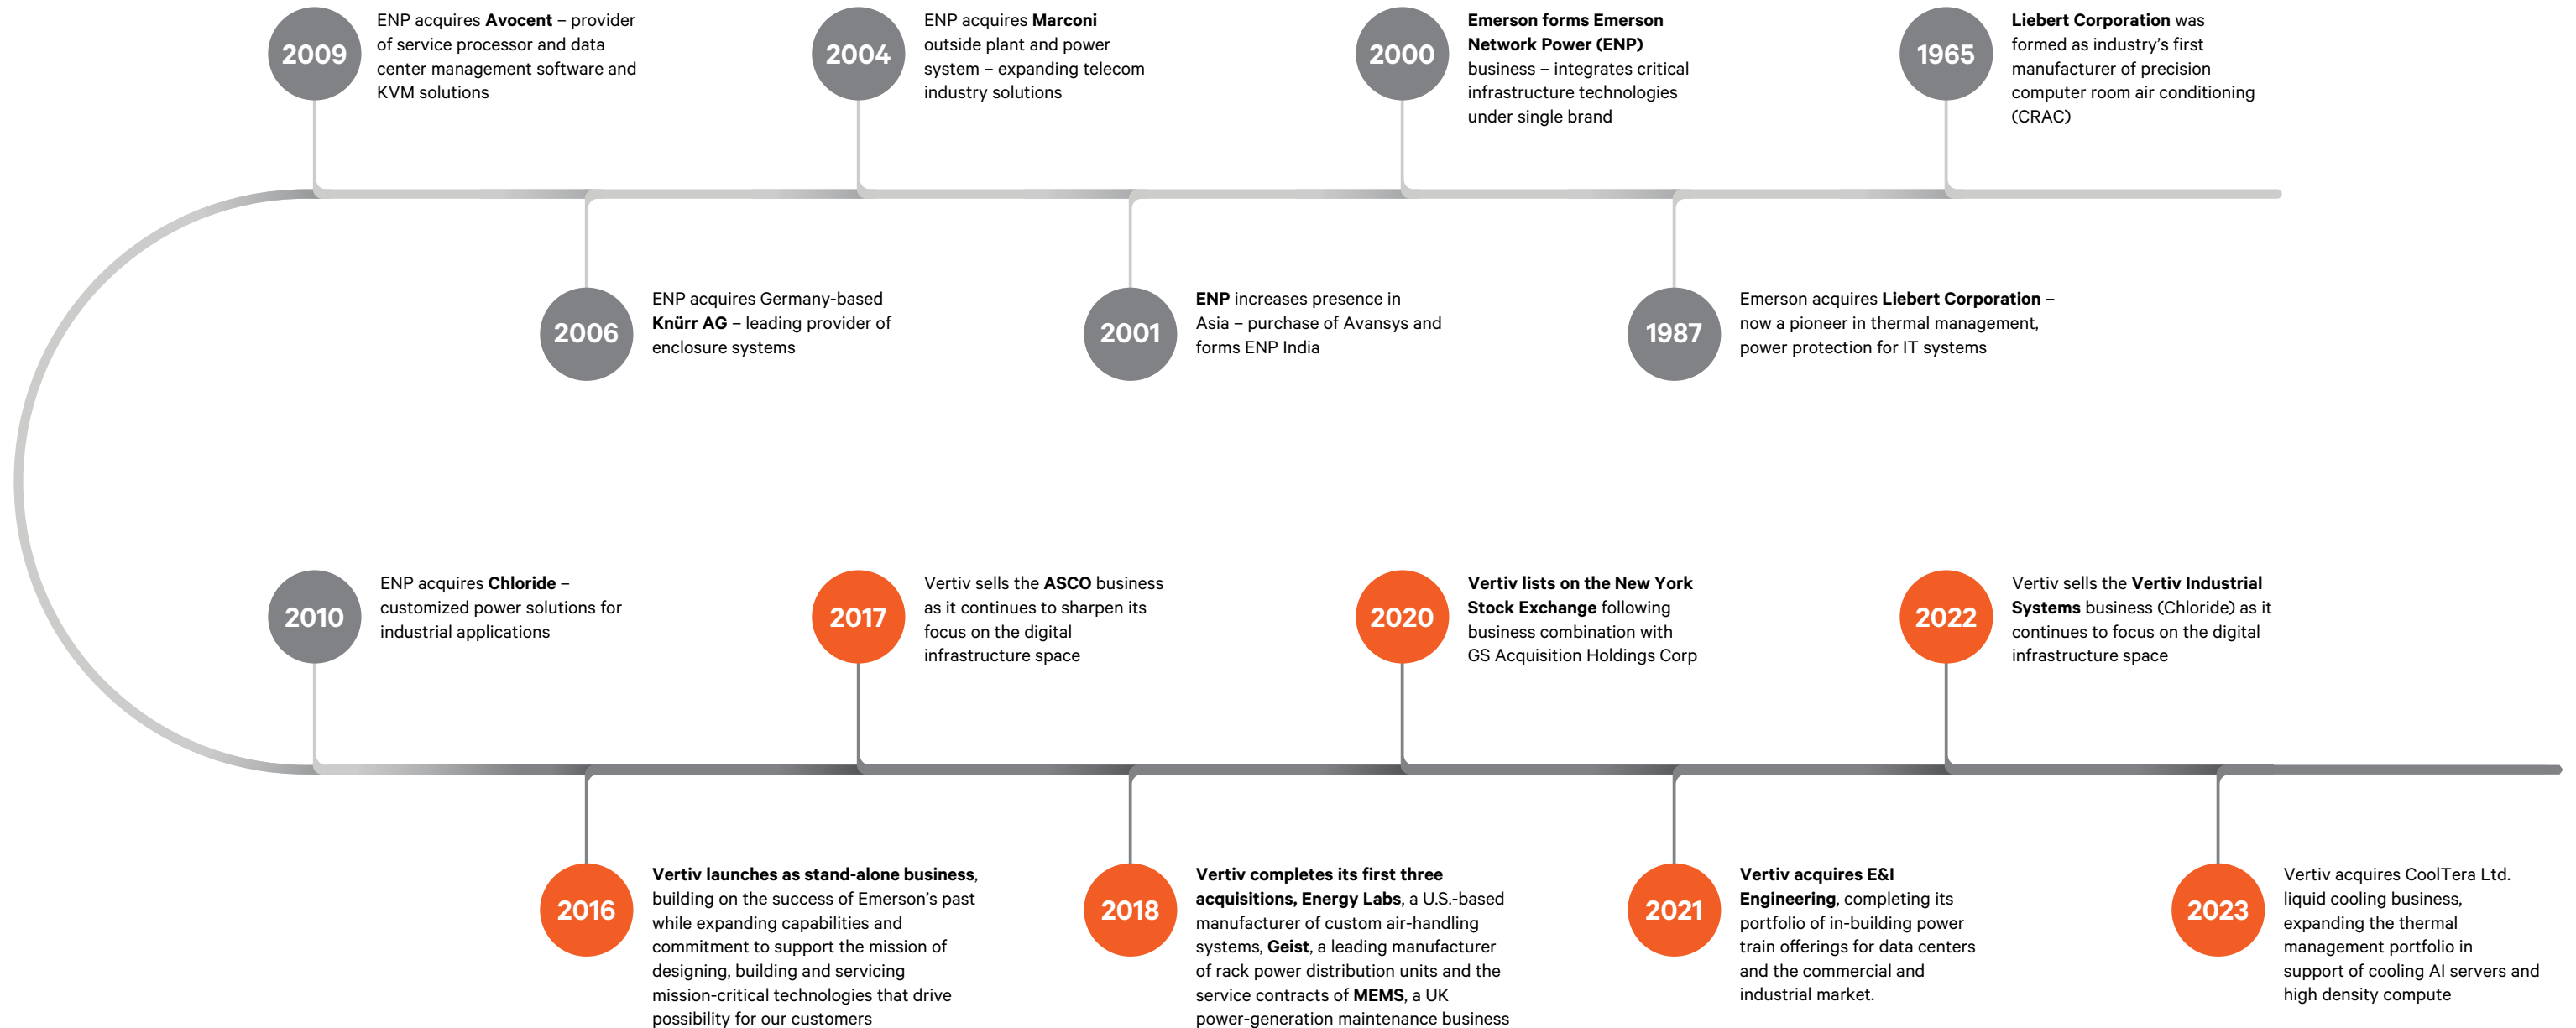 2009
ENP acquires Avocent – provider
of service processor and data
center management software and
KVM solutions
2004
ENP acquires Marconi
outside plant and power
system – expanding telecom
industry solutions
2000
Emerson forms Emerson
Network Power (ENP)
business – integrates critical
infrastructure technologies
under single brand
1965
Liebert Corporation was
formed as industry's first
manufacturer of precision
computer room air conditioning
(CRAC)
2006
ENP acquires Germany-based
Knürr AG – leading provider of
enclosure systems
2001
ENP increases presence in
Asia – purchase of Avansys and
forms ENP India
1987
Emerson acquires Liebert Corporation –
now a pioneer in thermal management,
power protection for IT systems
2010
ENP acquires Chloride –
customized power solutions for
industrial applications
2017
Vertiv sells the ASCO business
as it continues to sharpen its
focus on the digital
infrastructure space
2020
Vertiv lists on the New York
Stock Exchange following
business combination with
GS Acquisition Holdings Corp
2022
Vertiv sells the Vertiv Industrial
Systems business (Chloride) as it
continues to focus on the digital
infrastructure space
2016
Vertiv launches as stand-alone business,
building on the success of Emerson's past
while expanding capabilities and
commitment to support the mission of
designing, building and servicing
mission-critical technologies that drive
possibility for our customers
2018
Vertiv completes its first three
acquisitions, Energy Labs, a U.S.-based
manufacturer of custom air-handling
systems, Geist, a leading manufacturer
of rack power distribution units and the
service contracts of MEMS, a UK
power-generation maintenance business
2021
Vertiv acquires E&I
Engineering, completing its
portfolio of in-building power
train offerings for data centers
and the commercial and
industrial market.
2023
Vertiv acquires CoolTera Ltd.
liquid cooling business,
expanding the thermal
management portfolio in
support of cooling AI servers and
high density compute